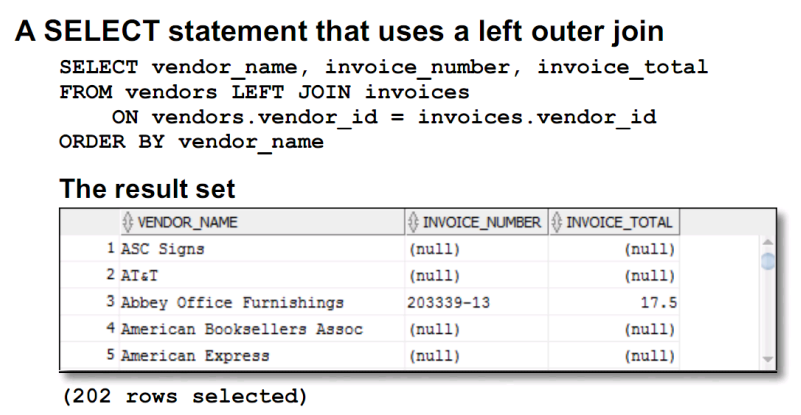 A SELECT statement that uses a left outer join
SELECT vendor_name, invoice_number, invoice_total
FROM vendors LEFT JOIN invoices
ON vendors.vendor_id = invoices.vendor_id
ORDER BY vendor_name
The result set
VENDOR_NAME INVOICE_NUMBER INVOICE_TOTAL
1 ASC Signs (null) (null)
2 AT&T (null) (null)
3 Abbey Office Furnishings 203339-13 17.5
4 American Booksellers Assoc (null) (null)
5 American Express (null) (null)
(202 rows selected)